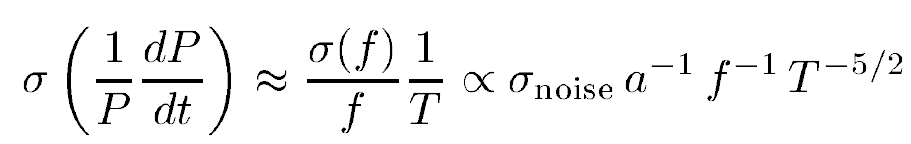 σ ( 1/P dP/dt ) ≈ σ(f)/f 1/T ∝ σ_noise a^−1 f^−1 T^−5/2